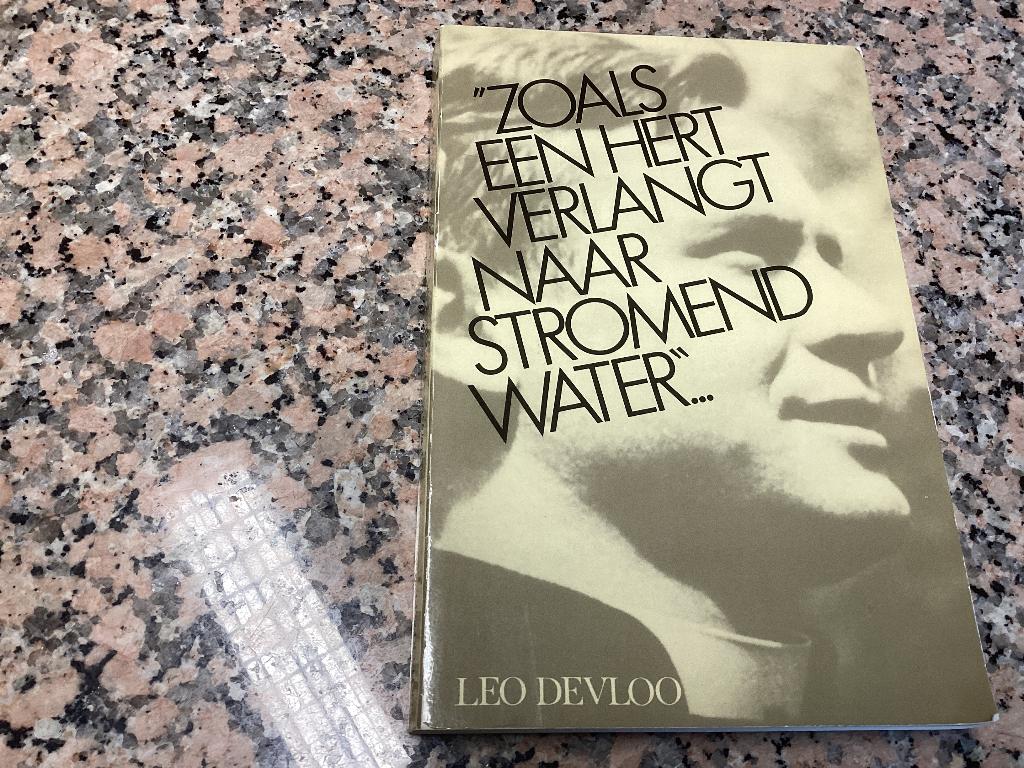 "ZOALS
EEN HERT
VERLANGT
NAAR
STROMEND
WATER"...
LEO DEVLOO